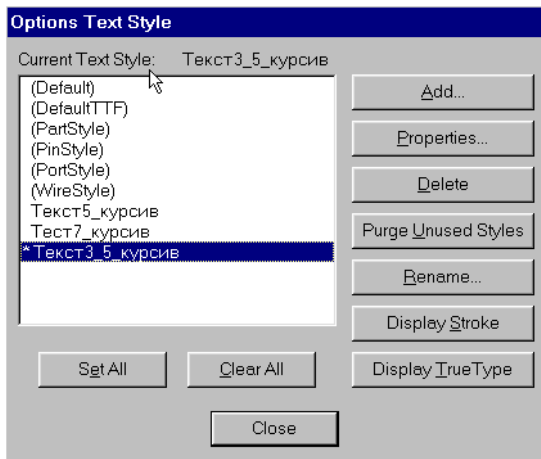 Options Text Style
Current Text Style: Текст3_5_курсив
(Default)
(DefaultTTF)
(PartStyle)
(PinStyle)
(PortStyle)
(WireStyle)
Текст5_курсив
Тест7_курсив
*Текст3_5_курсив
Add...
Properties...
Delete
Purge Unused Styles
Rename...
Display Stroke
Display TrueType
Set All
Clear All
Close